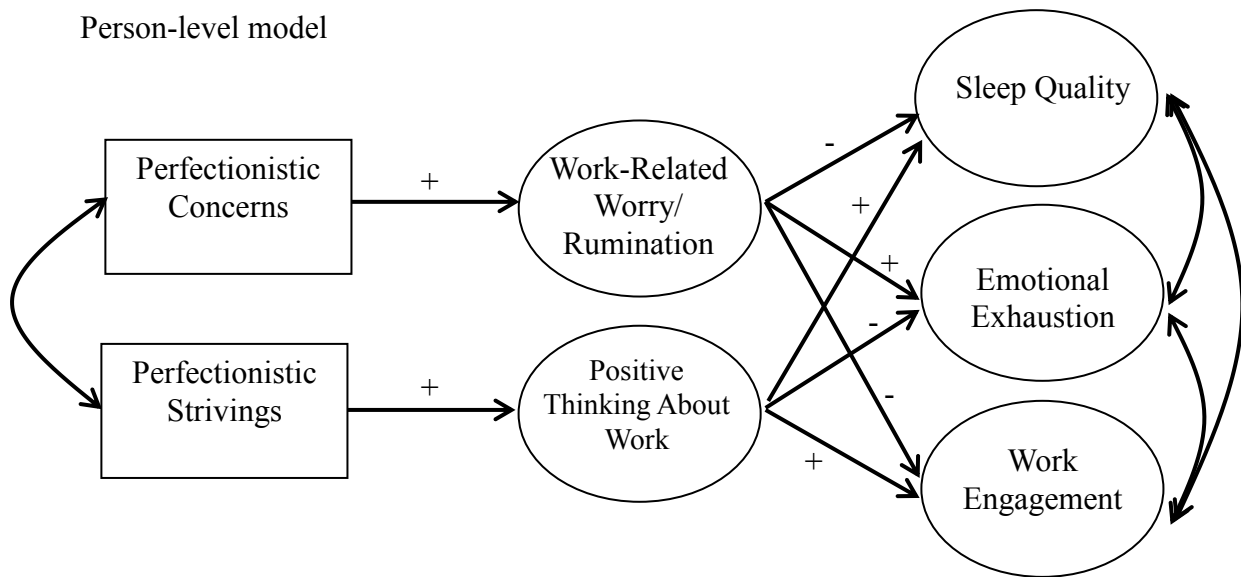 Person-level model
Sleep Quality
Perfectionistic
Concerns
+
Work-Related
Worry/
Rumination
-
+
+
Emotional
Exhaustion
Perfectionistic
Strivings
+
Positive
Thinking About
Work
-
-
+
Work
Engagement